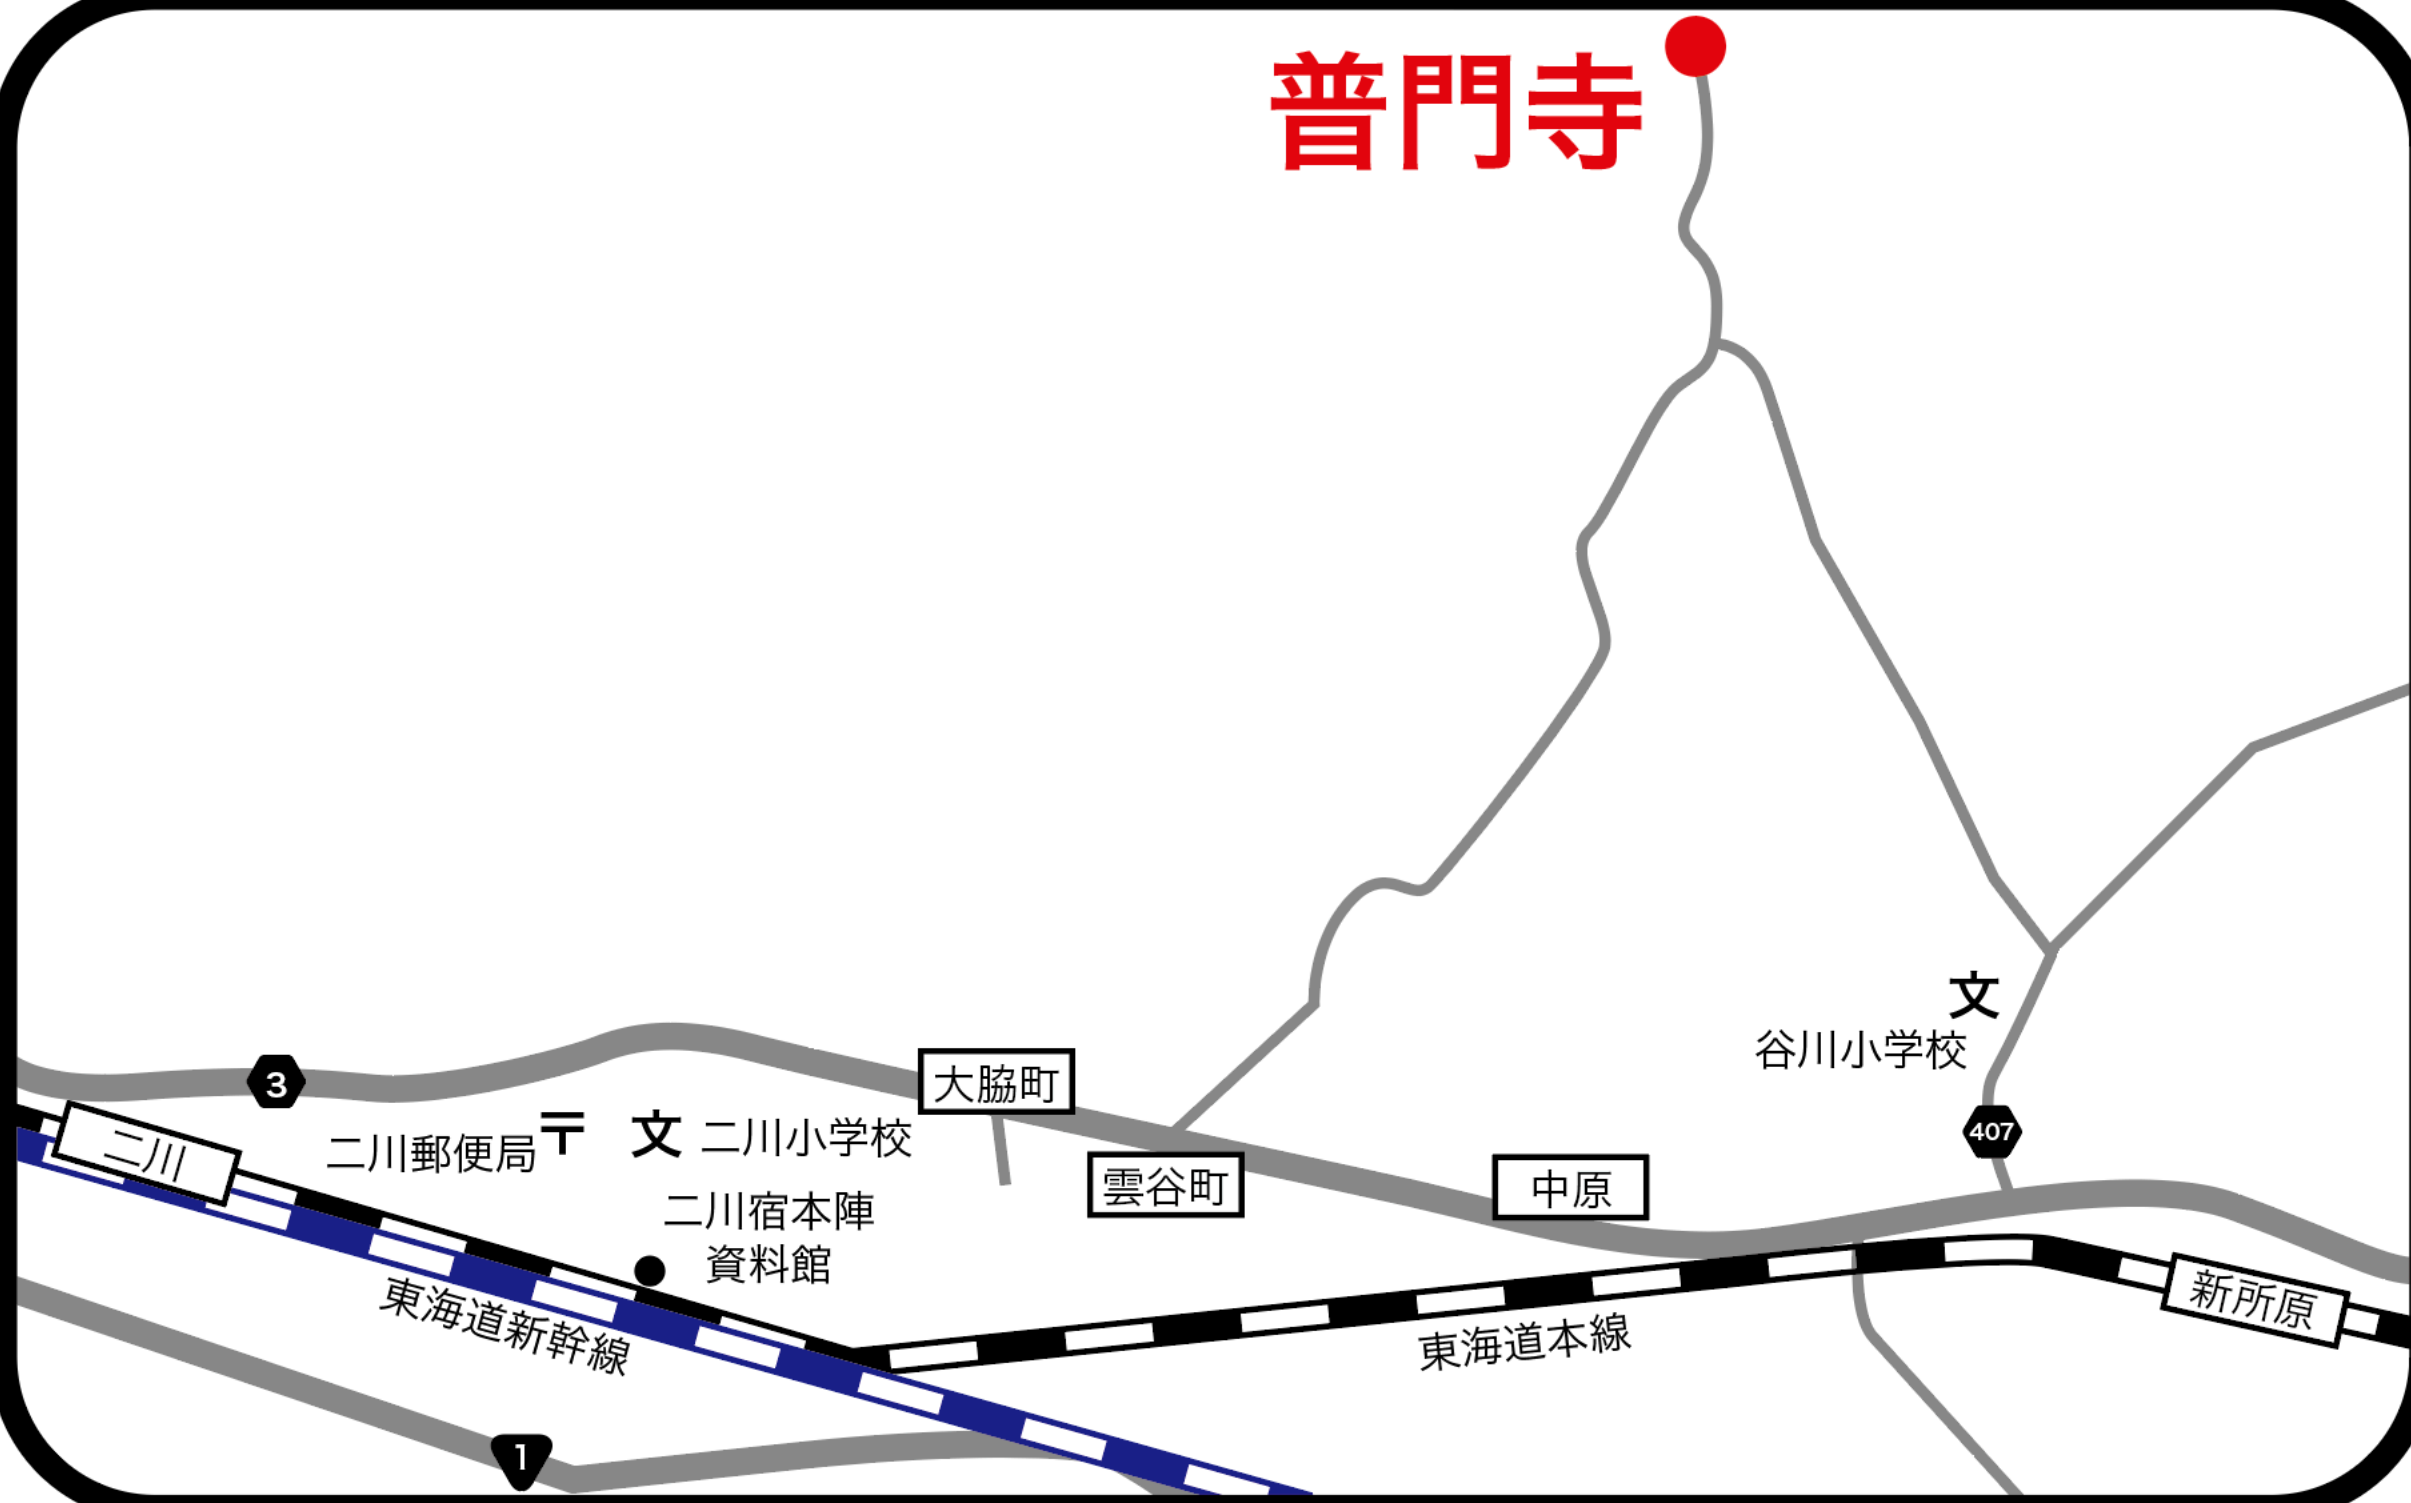 普門寺
文
谷川小学校
大脇町
3
407
二川
二川郵便局
〒
文
二川小学校
雲谷町
中原
二川宿本陣
資料館
東海道新幹線
東海道本線
新所原
1